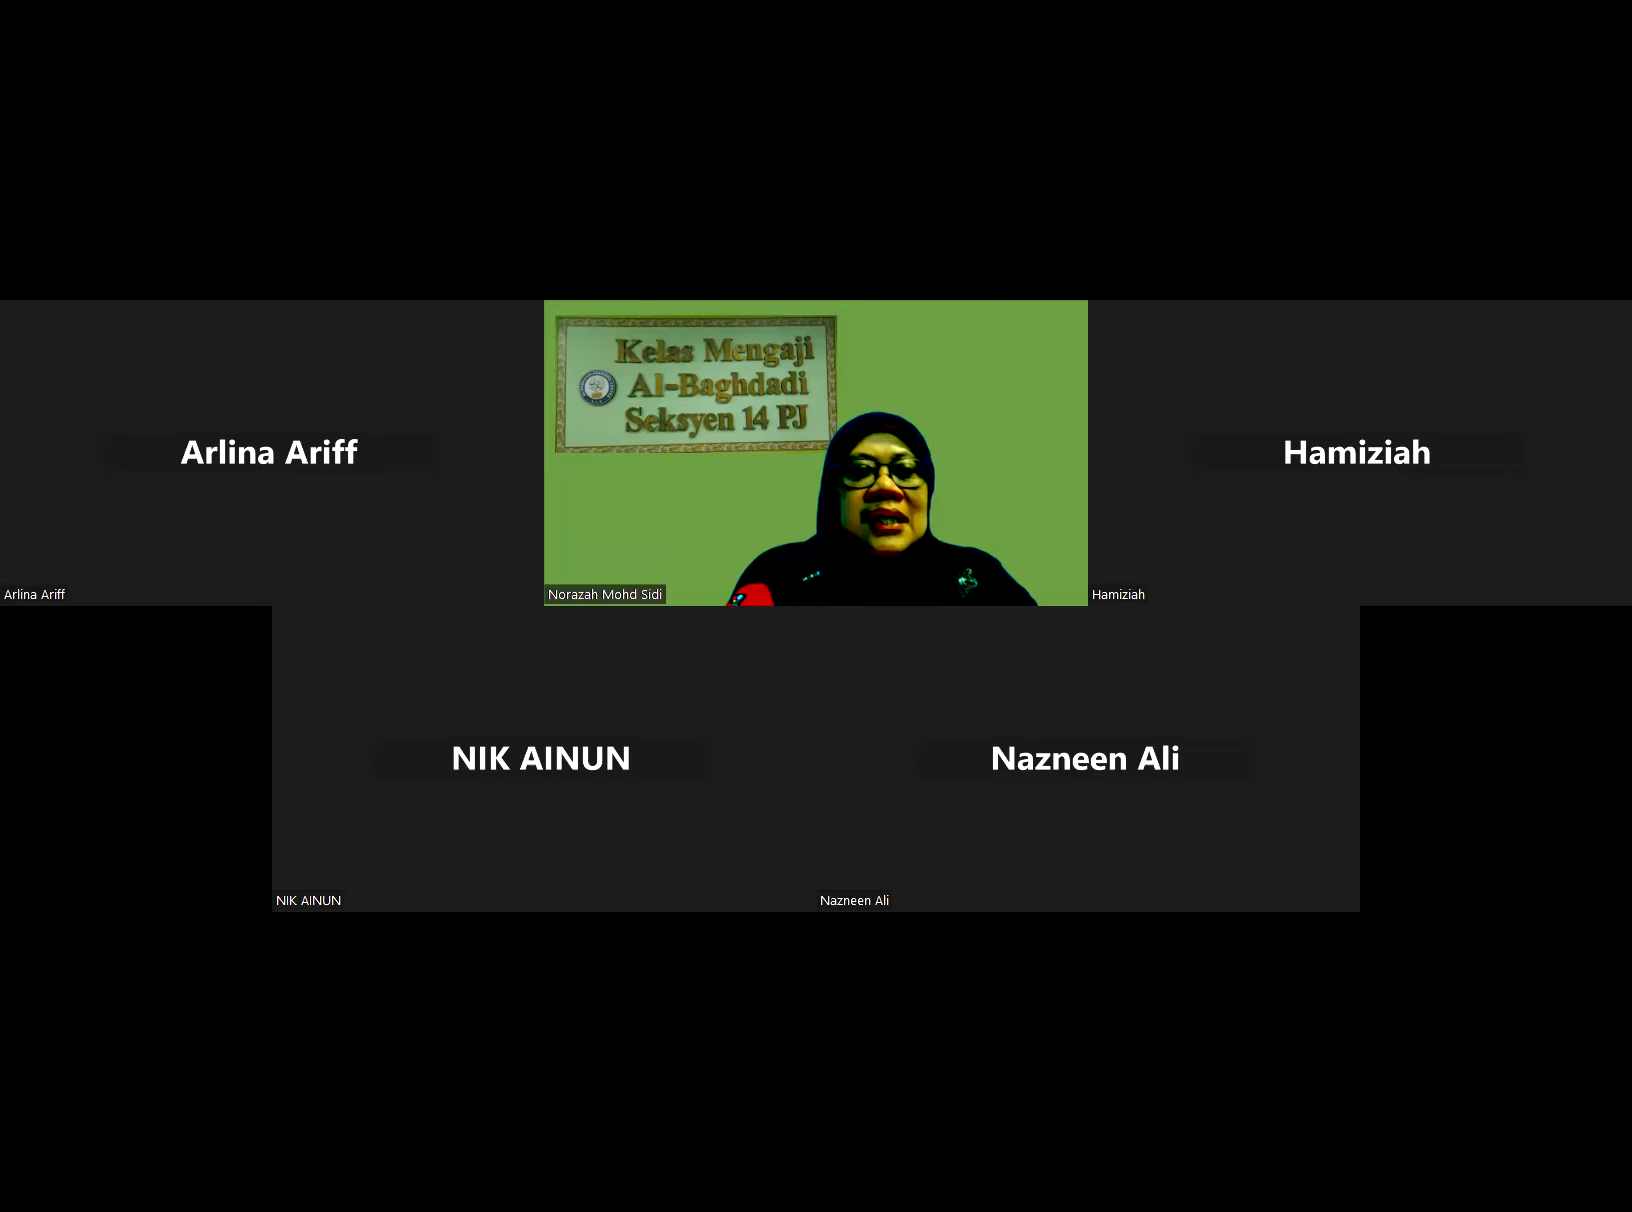 Arlina Ariff
Arlina Ariff
Kelas Mengaji
Al-Baghdadi
Seksyen 14 PJ
Norazah Mohd Sidi
Hamiziah
Hamiziah
NIK AINUN
NIK AINUN
Nazneen Ali
Nazneen Ali